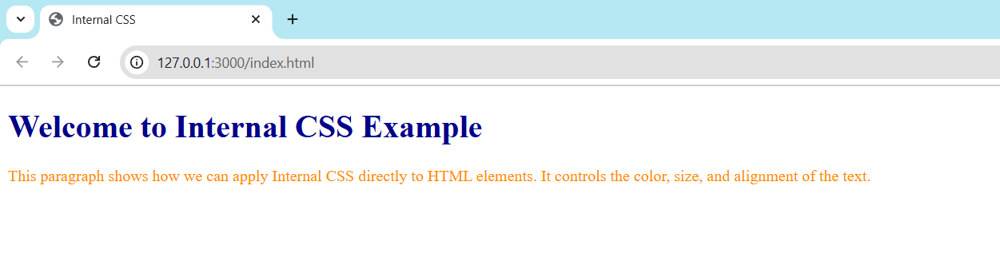 Internal CSS
127.0.0.1:3000/index.html
Welcome to Internal CSS Example
This paragraph shows how we can apply Internal CSS directly to HTML elements. It controls the color, size, and alignment of the text.